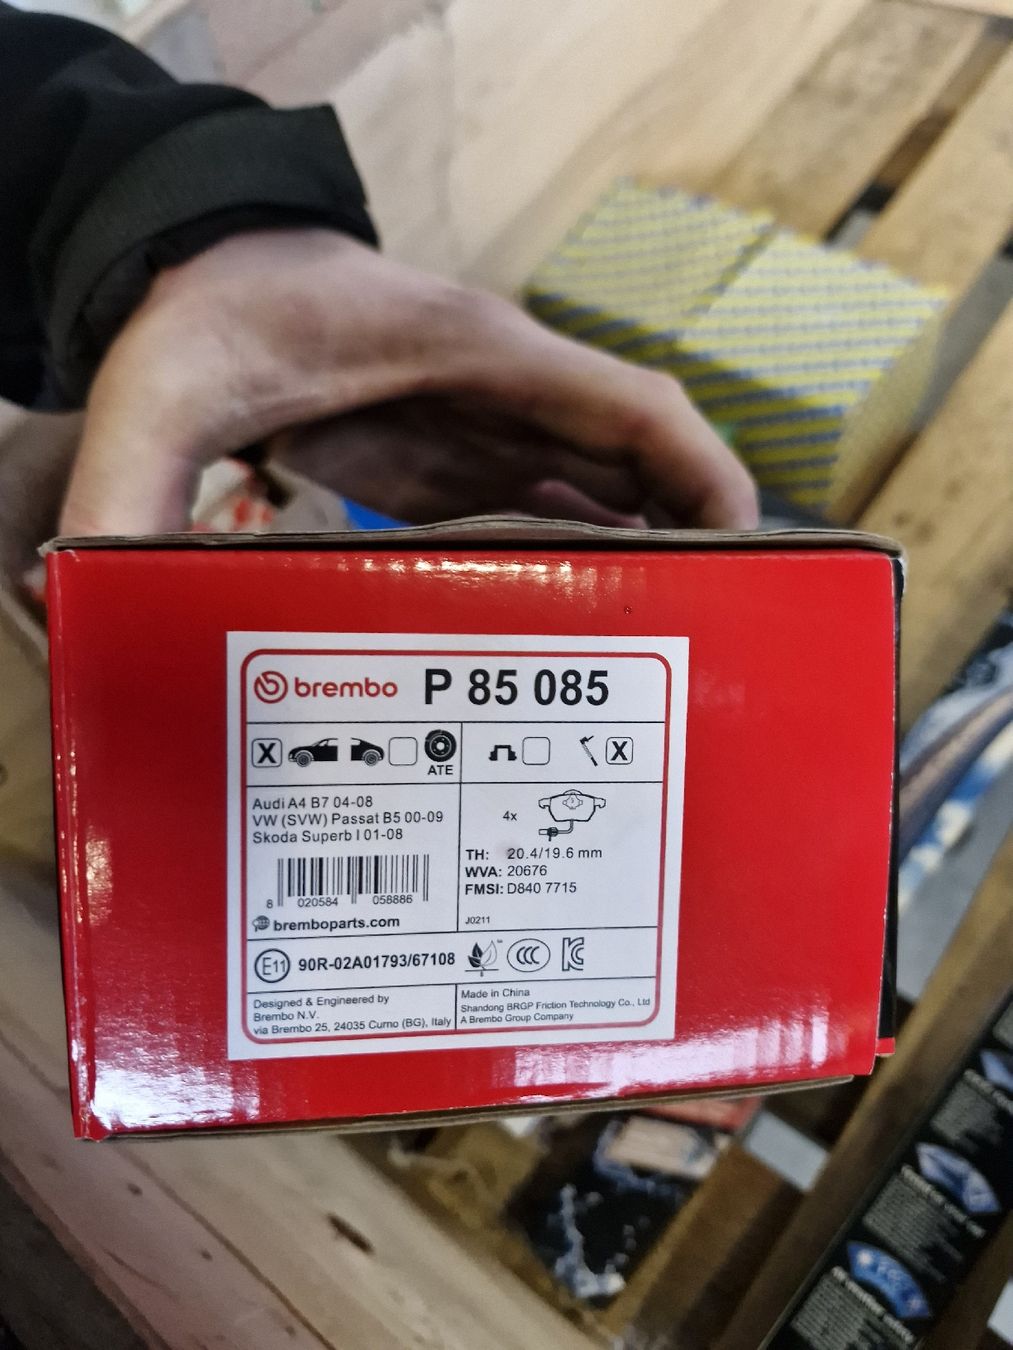 brembo P 85 085
X
ATE
X
Audi A4 B7 04-08
VW (SVW) Passat B5 00-09
Skoda Superb I 01-08
8 020584 058886
bremboparts.com
4x
TH: 20.4/19.6 mm
WVA: 20676
FMSI: D840 7715
J0211
E11 90R-02A01793/67108
CCC
Designed & Engineered by
Brembo N.V.
via Brembo 25, 24035 Curno (BG), Italy
Made in China
Shandong BRGP Friction Technology Co., Ltd
A Brembo Group Company